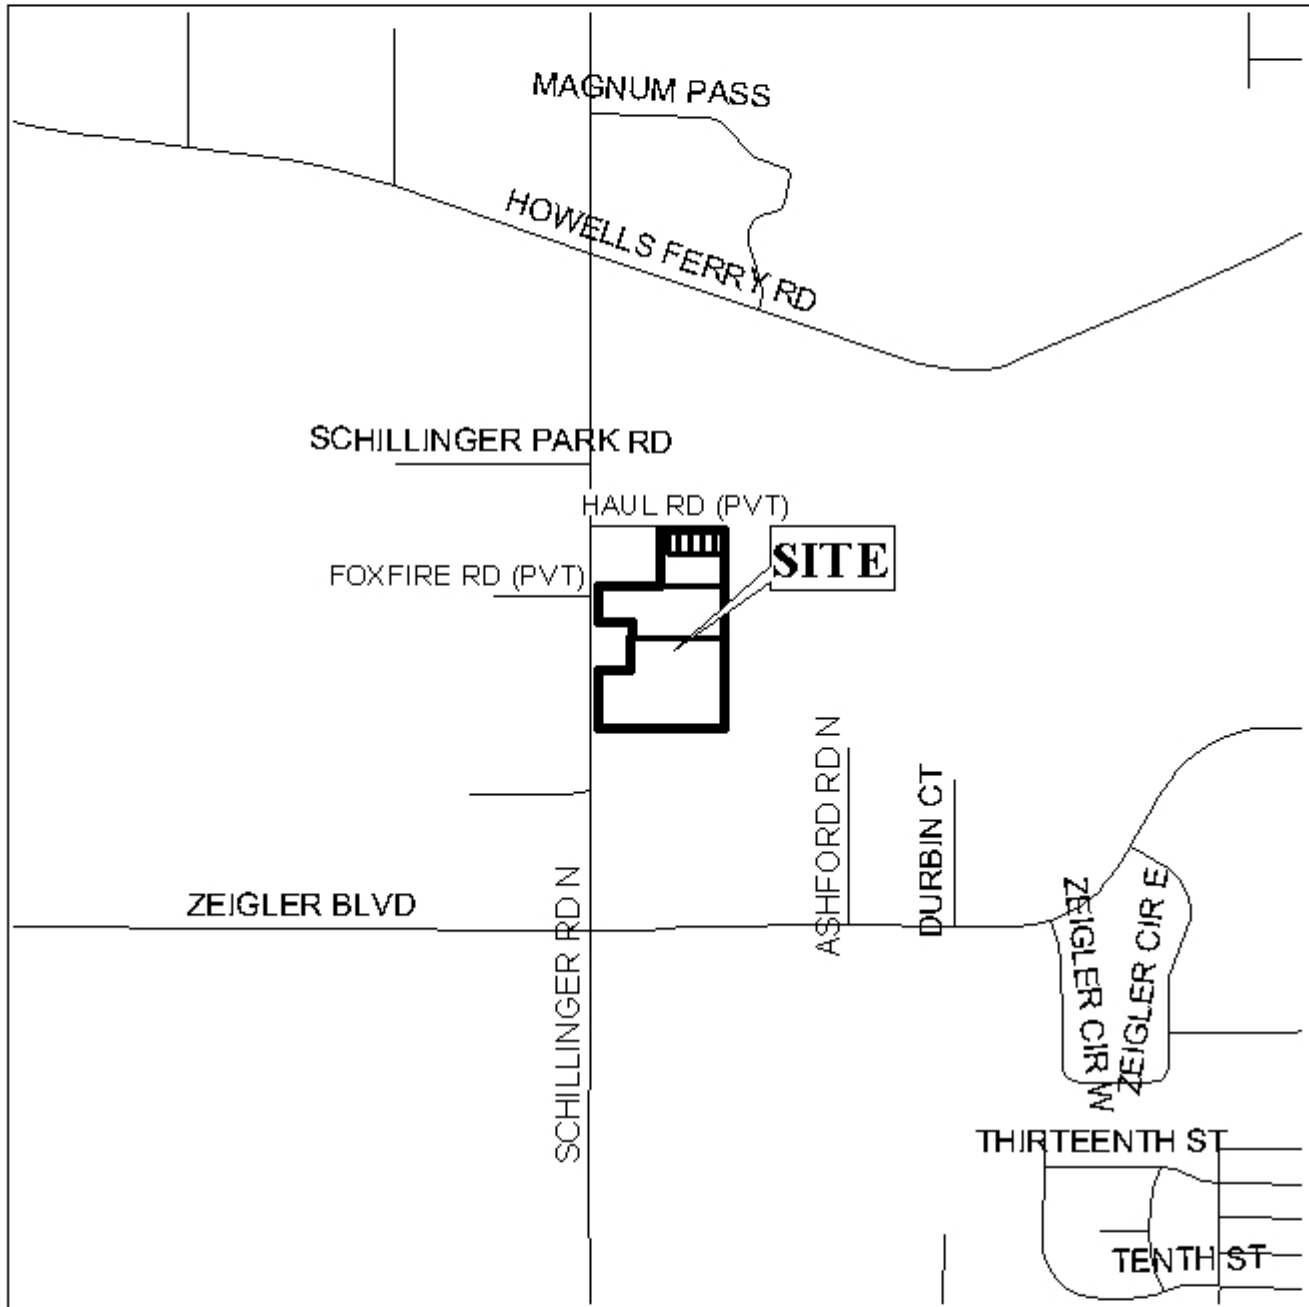 MAGNUM PASS
HOWELLS FERRY RD
SCHILLINGER PARK RD
HAUL RD (PVT)
SITE
FOXFIRE RD (PVT)
ASHFORD RD N
DURBIN CT
ZEIGLER BLVD
SCHILLINGER RD N
ZEIGLER CIR W
ZEIGLER CIR E
THIRTEENTH ST
TENTH ST